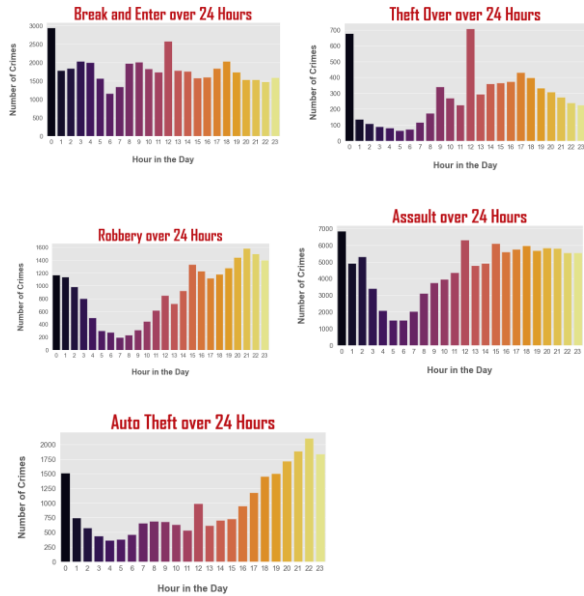 Break and Enter over 24 Hours
Number of Crimes
3000
2500
2000
1500
1000
500
0
0 1 2 3 4 5 6 7 8 9 10 11 12 13 14 15 16 17 18 19 20 21 22 23
Hour in the Day
Theft Over over 24 Hours
Number of Crimes
700
600
500
400
300
200
100
0
0 1 2 3 4 5 6 7 8 9 10 11 12 13 14 15 16 17 18 19 20 21 22 23
Hour in the Day
Robbery over 24 Hours
Number of Crimes
1600
1400
1200
1000
800
600
400
200
0
0 1 2 3 4 5 6 7 8 9 10 11 12 13 14 15 16 17 18 19 20 21 22 23
Hour in the Day
Assault over 24 Hours
Number of Crimes
7000
6000
5000
4000
3000
2000
1000
0
0 1 2 3 4 5 6 7 8 9 10 11 12 13 14 15 16 17 18 19 20 21 22 23
Hour in the Day
Auto Theft over 24 Hours
Number of Crimes
2000
1750
1500
1250
1000
750
500
250
0
0 1 2 3 4 5 6 7 8 9 10 11 12 13 14 15 16 17 18 19 20 21 22 23
Hour in the Day